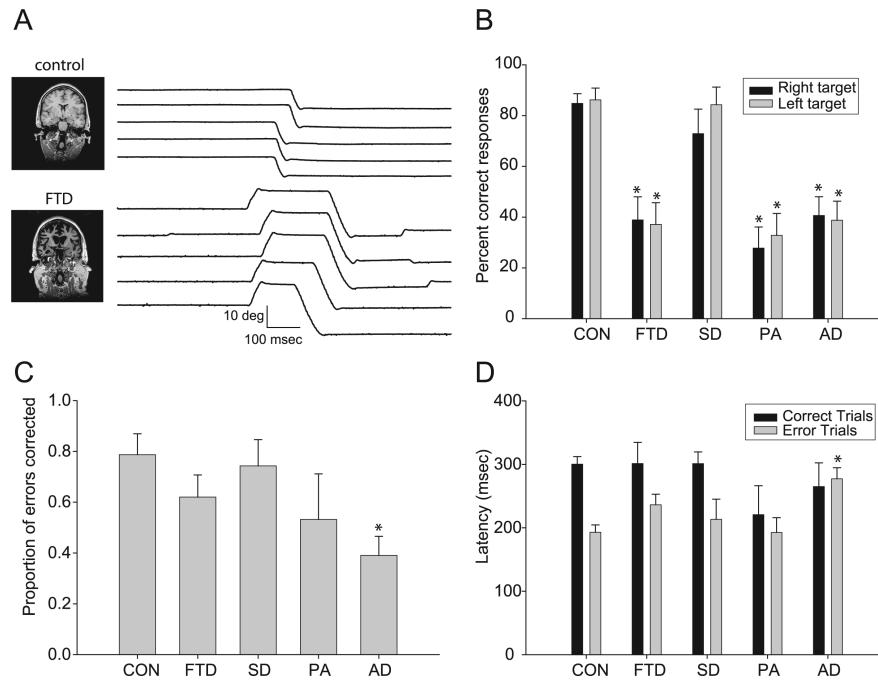 A
control
FTD
10 deg
100 msec
B
Percent correct responses
100
80
60
40
20
0
Right target
Left target
* * * * * *
CON FTD SD PA AD
C
Proportion of errors corrected
1.0
0.8
0.6
0.4
0.2
0.0
*
CON FTD SD PA AD
D
Latency (msec)
400
300
200
100
0
Correct Trials
Error Trials
*
CON FTD SD PA AD